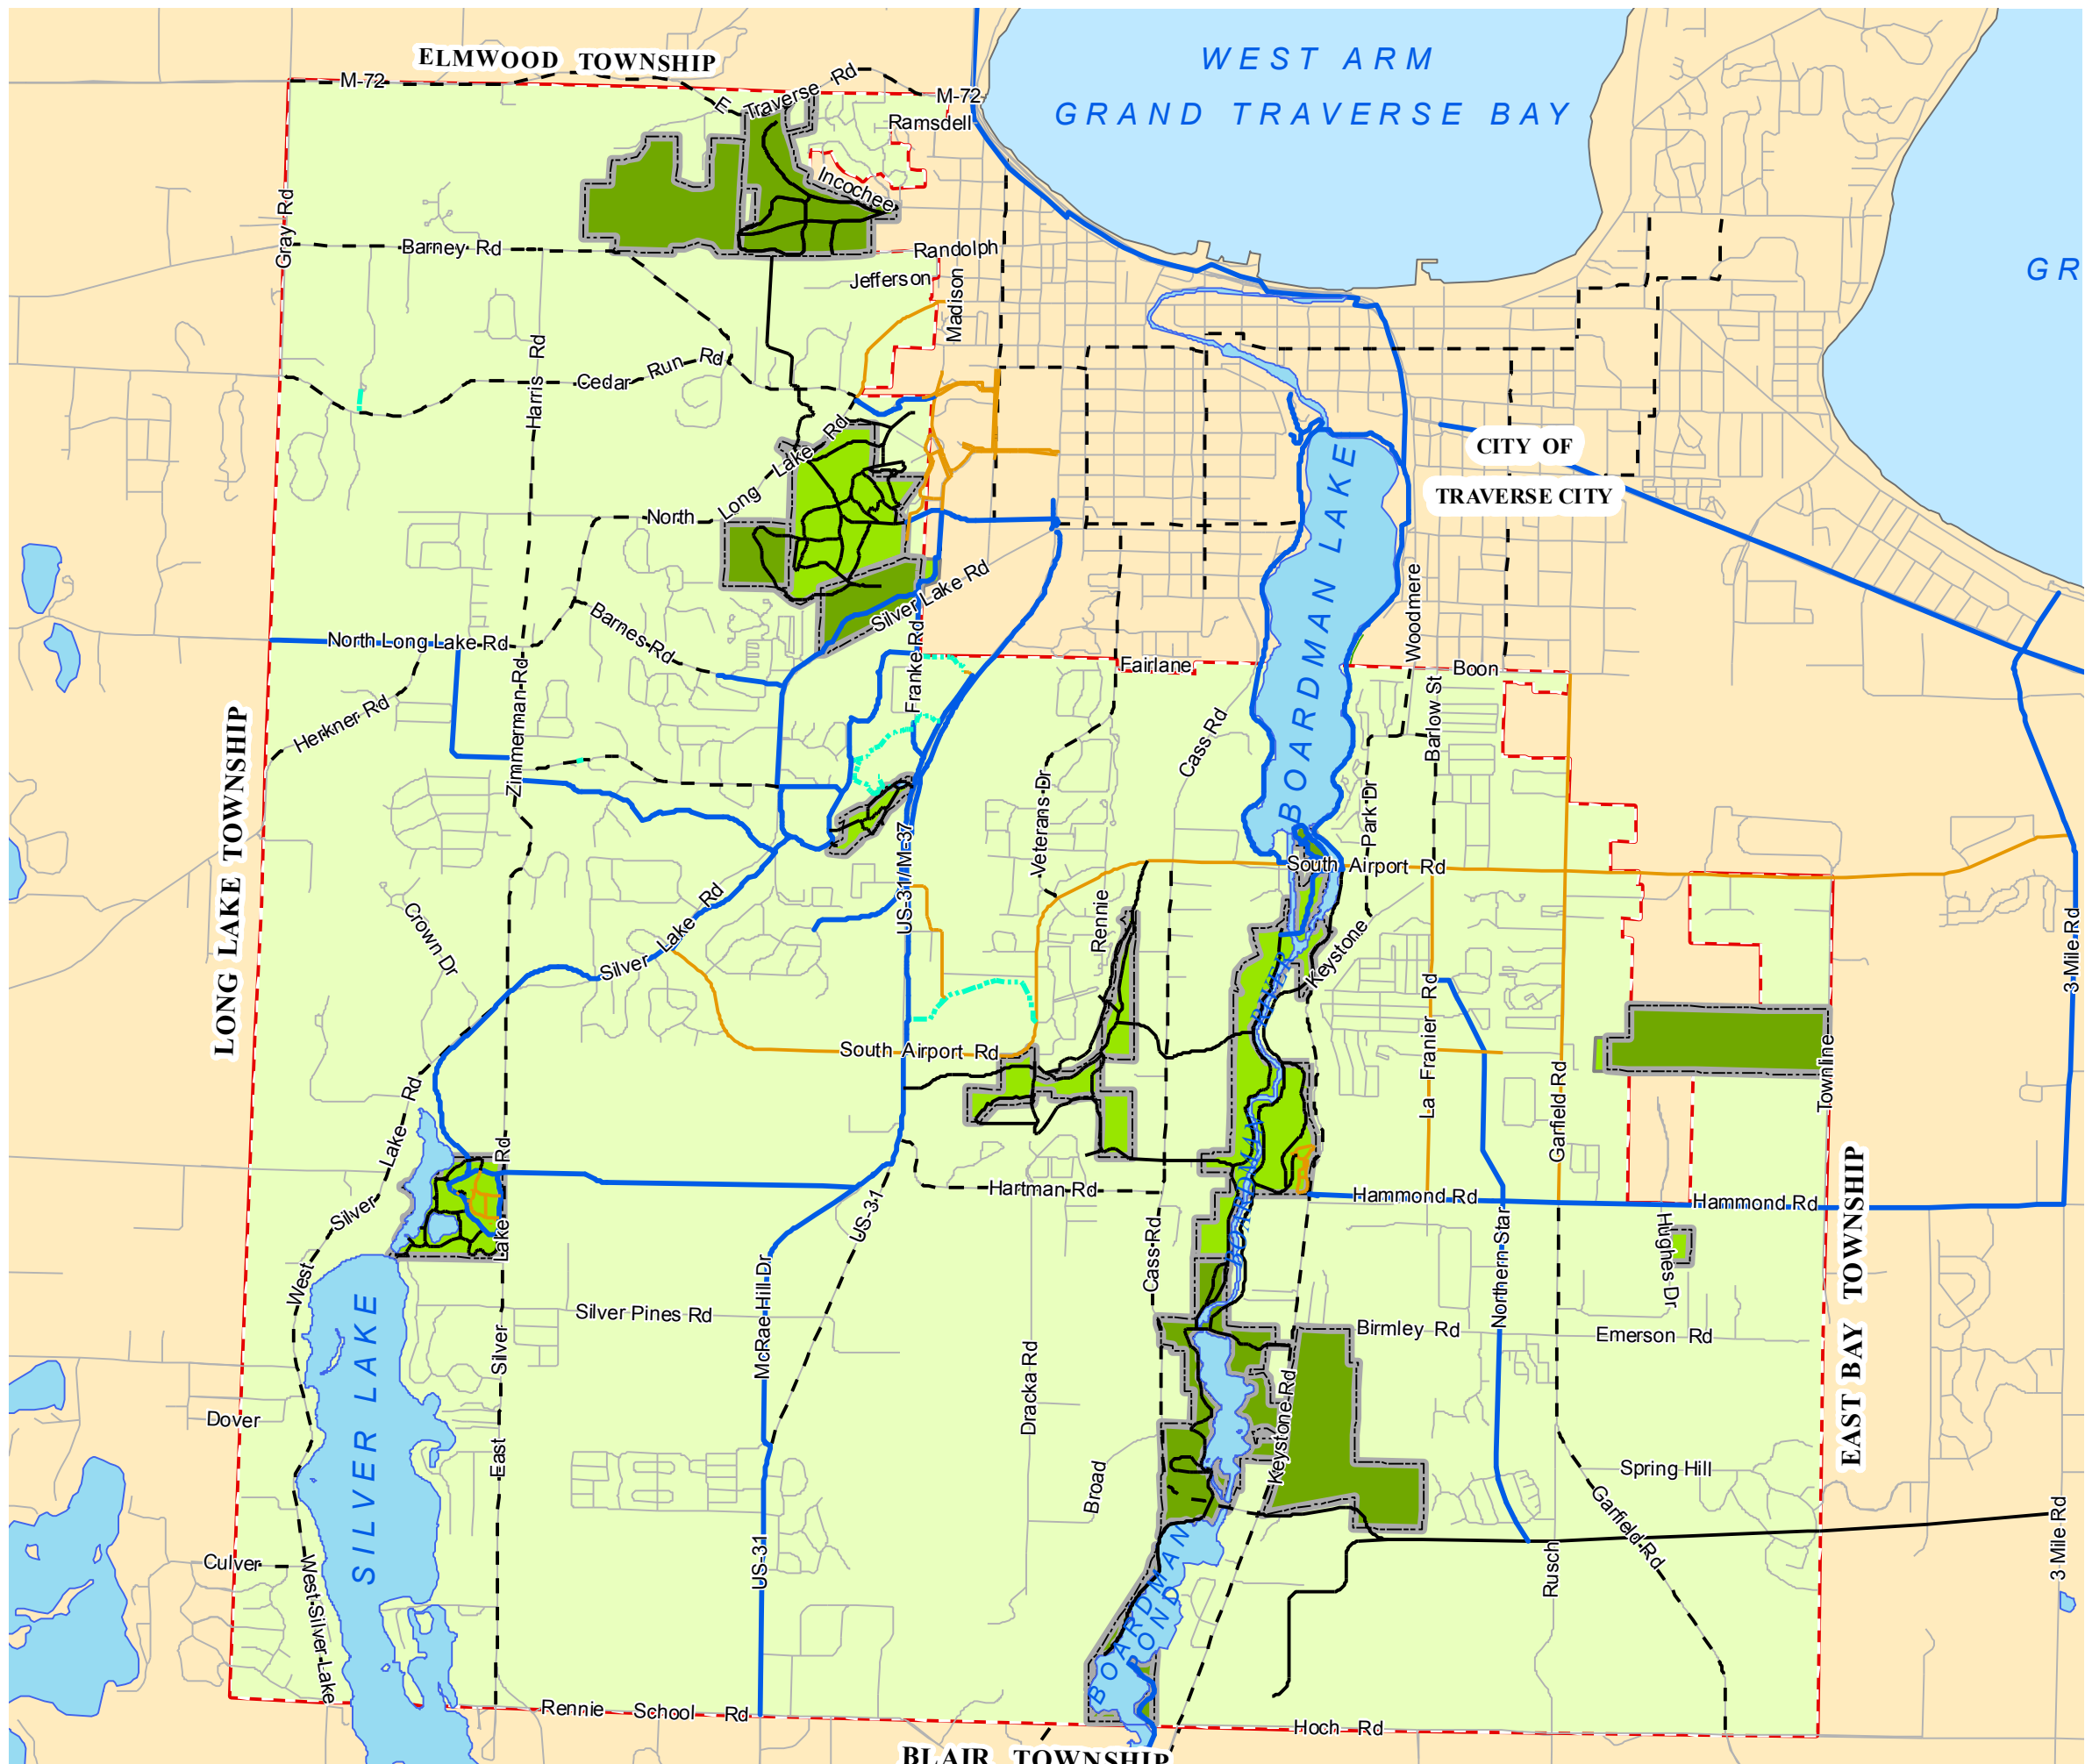 ELMWOOD TOWNSHIP
WEST ARM
GRAND TRAVERSE BAY
M-72
E Traverse Rd
M-72
Ramsdell
Incochee
Gray Rd
Barney Rd
Randolph
Jefferson
Madison
GR
Harris Rd
Cedar Run Rd
North Long Lake Rd
CITY OF
TRAVERSE CITY
BOARDMAN LAKE
Silver Lake Rd
Barnes Rd
North Long Lake Rd
Franke Rd
Woodmere
Fairlane
Boon
Herkner Rd
Zimmerman Rd
Cass Rd
Barlow St
LONG LAKE TOWNSHIP
Veterans Dr
Park Dr
US-31/M-37
South Airport Rd
Crown Dr
Silver Lake Rd
Rennie
Keystone
3 Mile Rd
BOARDMAN RIVER
La Franier Rd
South Airport Rd
Garfield Rd
Townline
West Silver Lake Rd
East Silver Lake Rd
Hartman Rd
Hammond Rd
Hammond Rd
US-31
Cass Rd
Northern Star
Hughes Dr
EAST BAY TOWNSHIP
McRae Hill Dr
Silver Pines Rd
Birmley Rd
Emerson Rd
SILVER LAKE
Dracka Rd
Keystone Rd
Dover
Broad
Spring Hill
Garfield Rd
Culver
West Silver Lake
US-31
Rusch
3 Mile Rd
BOARDMAN
POND
Rennie School Rd
Hoch Rd
BLAIR TOWNSHIP